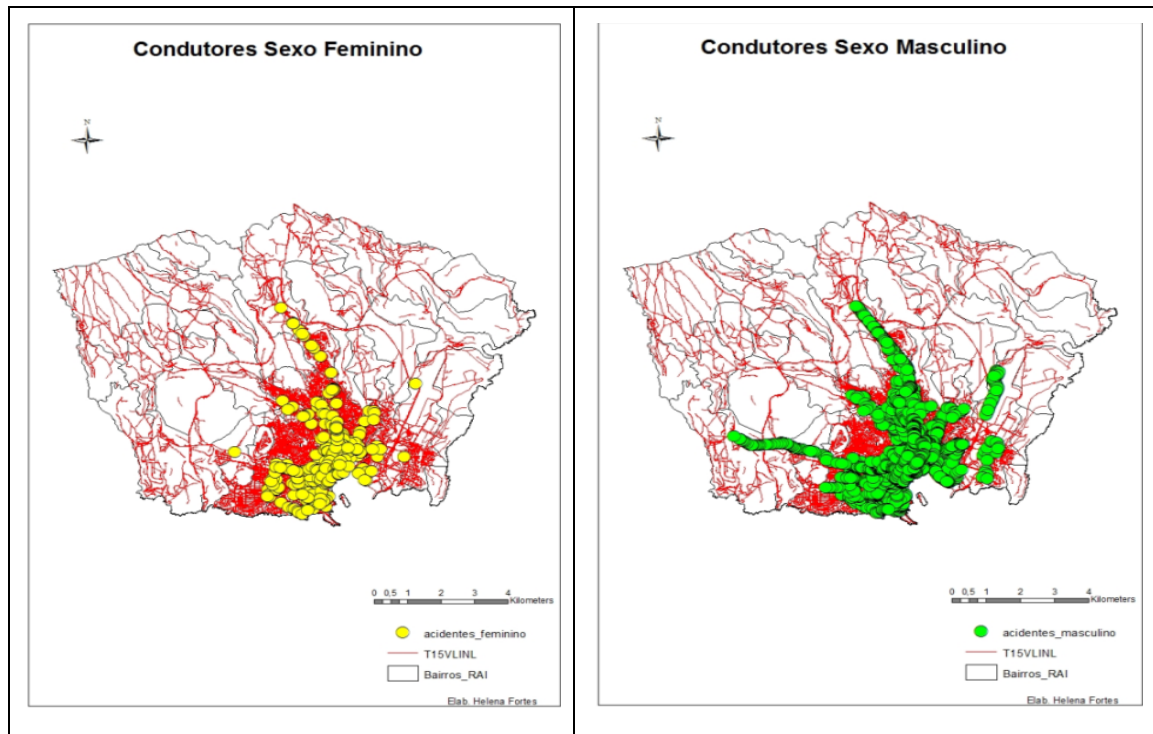 Condutores Sexo Feminino
N
0 0,5 1 2 3 4
Kilometers
acidentes_feminino
T15VLINL
Bairros_RAI
Elab. Helena Fortes
Condutores Sexo Masculino
N
0 0,5 1 2 3 4
Kilometers
acidentes_masculino
T15VLINL
Bairros_RAI
Elab. Helena Fortes